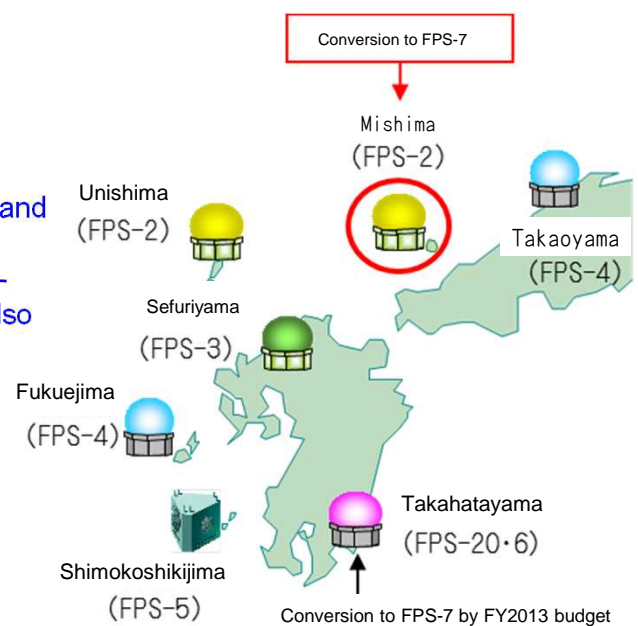 Conversion to FPS-7
Mishima
(FPS-2)
Unishima
(FPS-2)
and
lso
Takaoyama
(FPS-4)
Sefuriyama
(FPS-3)
Fukuejima
(FPS-4)
Takahatayama
(FPS-20・6)
Shimokoshikijima
(FPS-5)
Conversion to FPS-7 by FY2013 budget